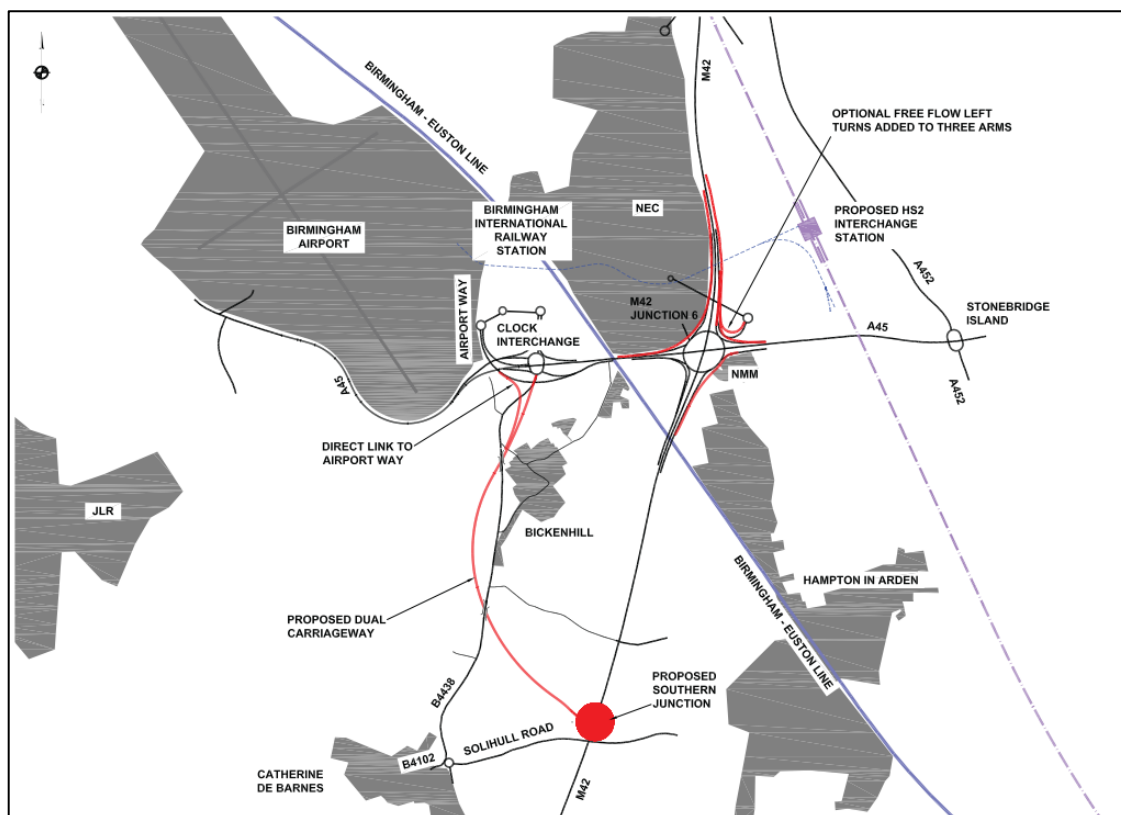 M42
BIRMINGHAM - EUSTON LINE
OPTIONAL FREE FLOW LEFT
TURNS ADDED TO THREE ARMS
BIRMINGHAM
INTERNATIONAL
RAILWAY
STATION
NEC
PROPOSED HS2
INTERCHANGE
STATION
BIRMINGHAM
AIRPORT
A452
AIRPORT WAY
M42
JUNCTION 6
STONEBRIDGE
ISLAND
CLOCK
INTERCHANGE
A45
NMM
A45
A452
DIRECT LINK TO
AIRPORT WAY
JLR
BICKENHILL
HAMPTON IN ARDEN
BIRMINGHAM - EUSTON LINE
PROPOSED DUAL
CARRIAGEWAY
PROPOSED
SOUTHERN
JUNCTION
B4438
SOLIHULL ROAD
B4102
CATHERINE
DE BARNES
M42